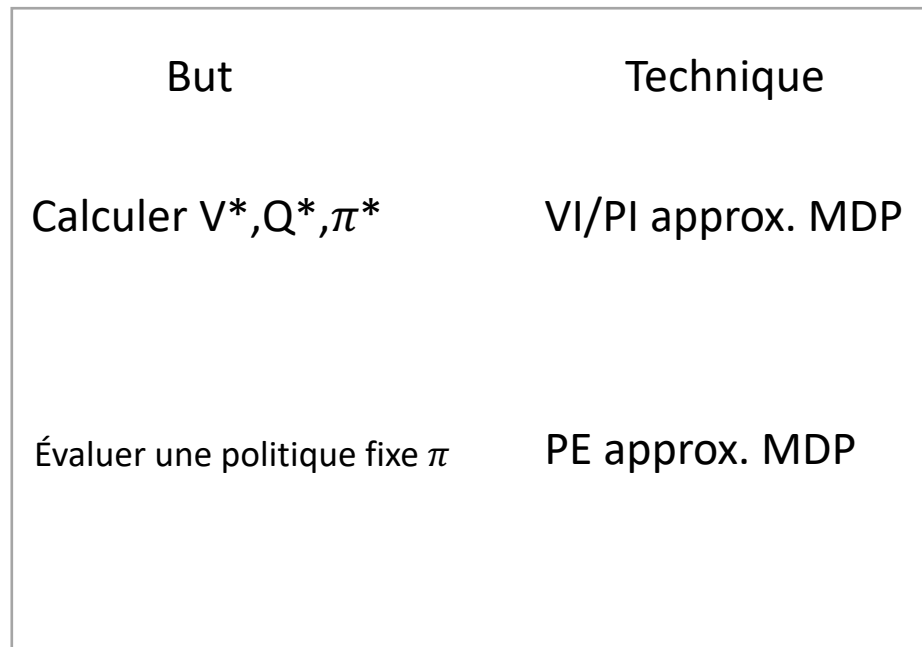 But Technique
Calculer V*,Q*,𝜋* VI/PI approx. MDP
Évaluer une politique fixe 𝜋 PE approx. MDP